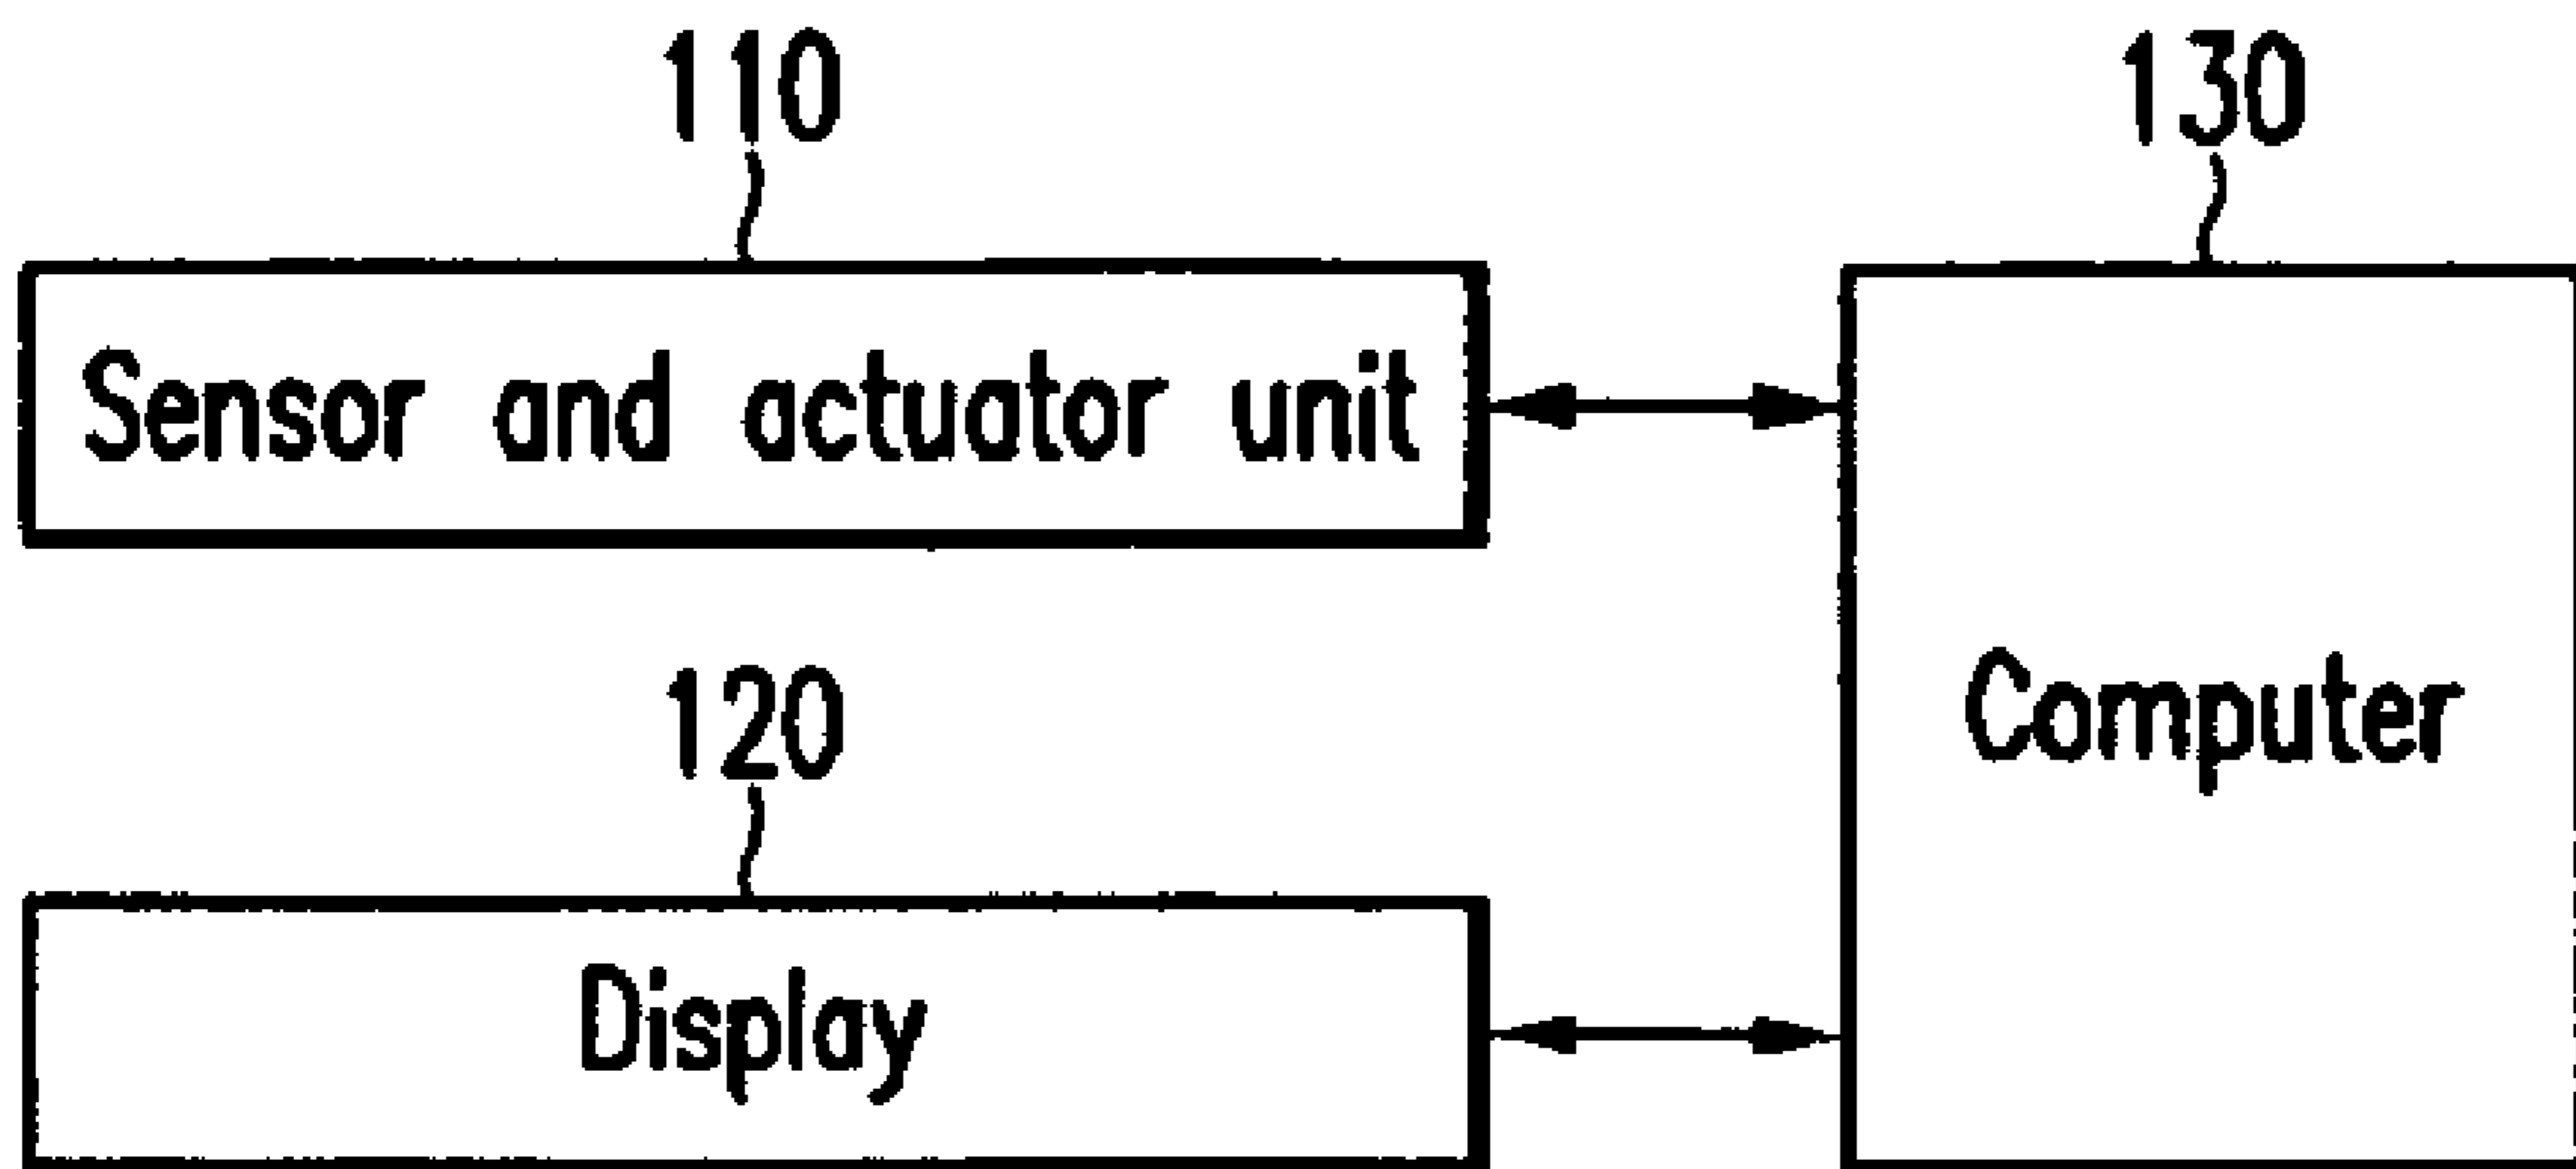 110
130
Sensor and actuator unit
Computer
120
Display